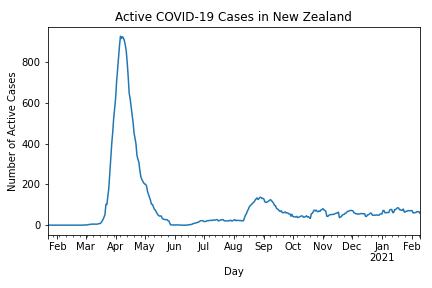 Active COVID-19 Cases in New Zealand
Number of Active Cases
800
600
400
200
0
Feb Mar Apr May Jun Jul Aug Sep Oct Nov Dec Jan Feb
2021
Day